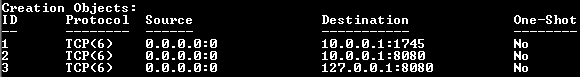 Creation Objects:
ID Protocol Source Destination One-Shot
-- -------- ------ ----------- --------
1 TCP(6) 0.0.0.0:0 10.0.0.1:1745 No
2 TCP(6) 0.0.0.0:0 10.0.0.1:8080 No
3 TCP(6) 0.0.0.0:0 127.0.0.1:8080 No